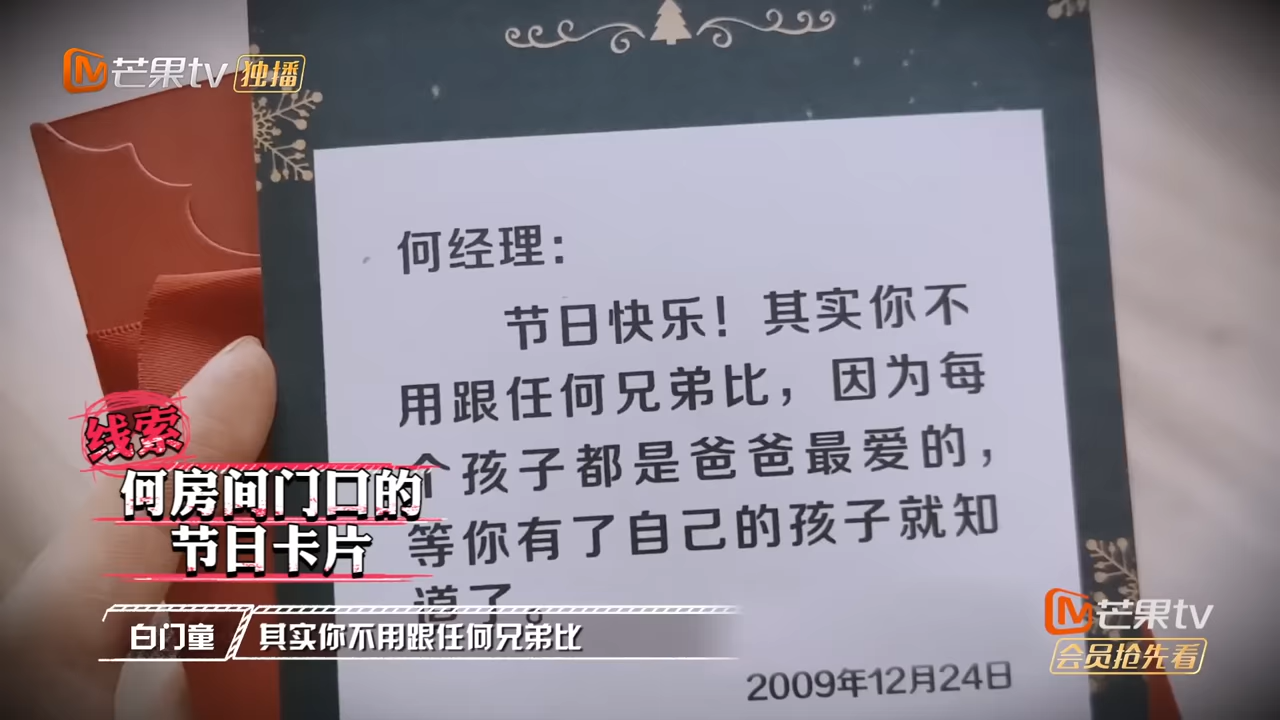 芒果tv 独播
何经理：
节日快乐！其实你不
用跟任何兄弟比，因为每
个孩子都是爸爸最爱的，
等你有了自己的孩子就知
道了。
2009年12月24日
线索
何房间门口的
节日卡片
白门童 其实你不用跟任何兄弟比
芒果tv
会员抢先看